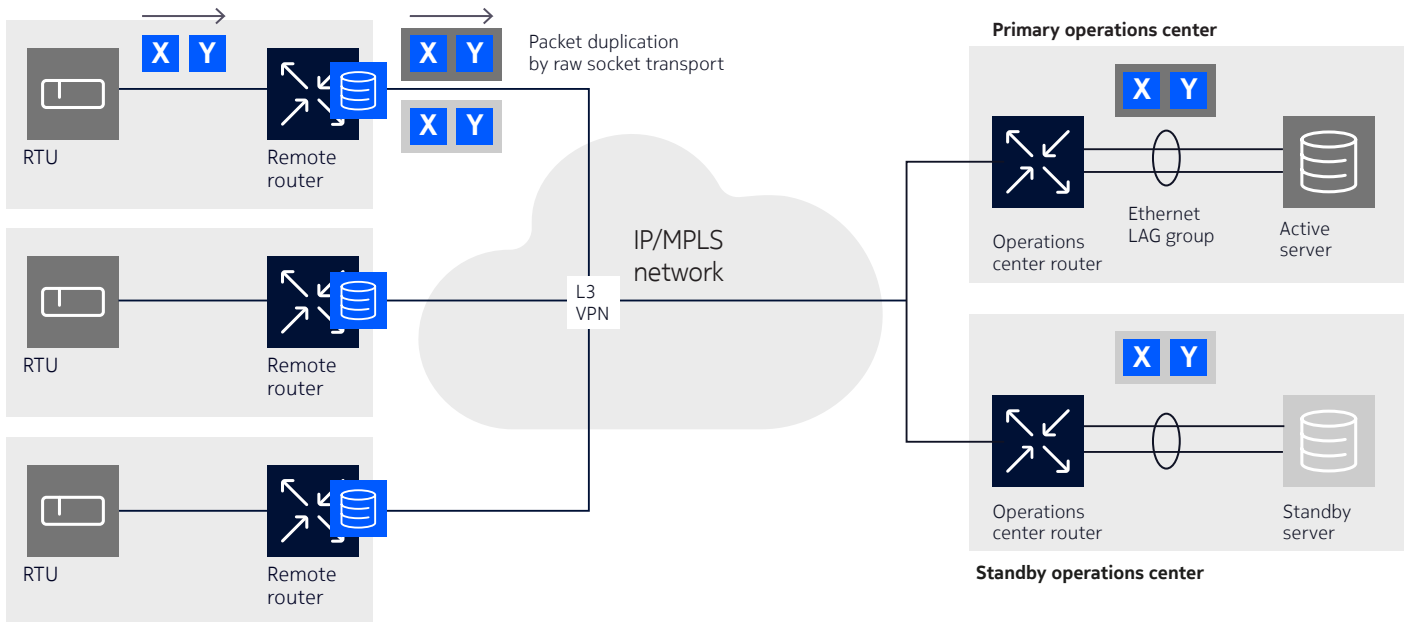 X Y
X Y
Packet duplication
by raw socket transport
X Y
RTU
Remote
router
RTU
Remote
router
RTU
Remote
router
IP/MPLS
network
L3
VPN
Primary operations center
X Y
Operations
center router
Ethernet
LAG group
Active
server
X Y
Operations
center router
Standby
server
Standby operations center